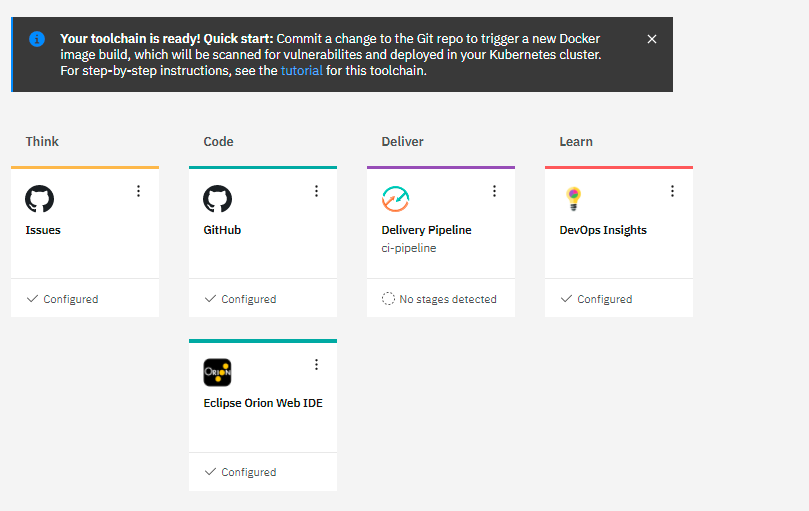 Your toolchain is ready! Quick start: Commit a change to the Git repo to trigger a new Docker
image build, which will be scanned for vulnerabilites and deployed in your Kubernetes cluster.
For step-by-step instructions, see the tutorial for this toolchain.
Think
Code
Deliver
Learn
Issues
GitHub
Delivery Pipeline
DevOps Insights
ci-pipeline
Configured
Configured
No stages detected
Configured
ORION
Eclipse Orion Web IDE
Configured